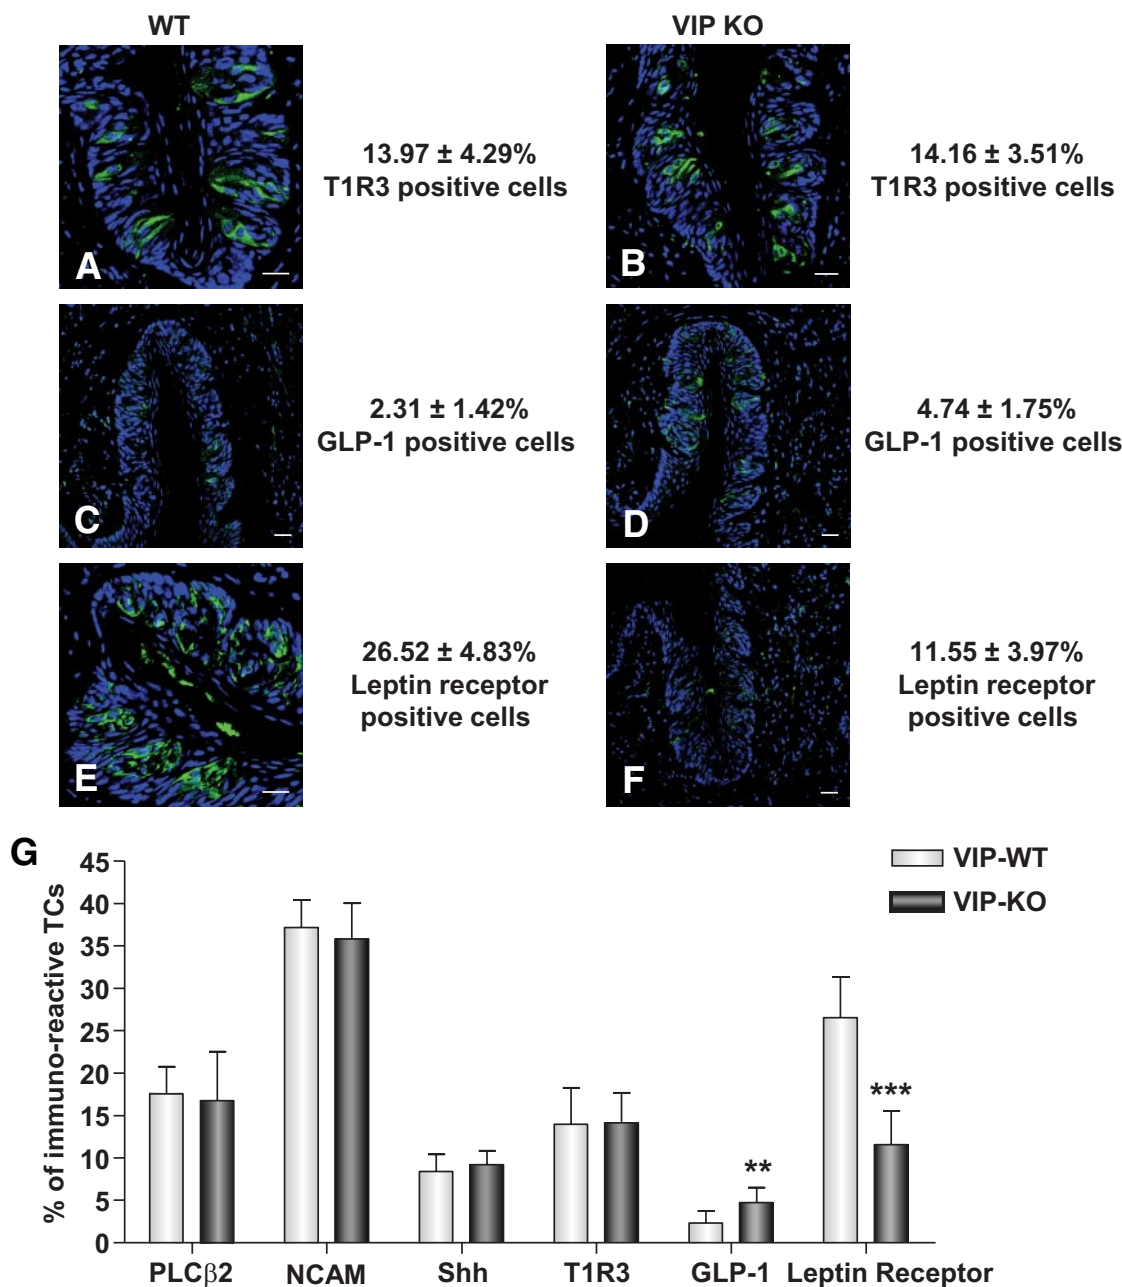 WT
VIP KO
A
13.97 ± 4.29%
T1R3 positive cells
B
14.16 ± 3.51%
T1R3 positive cells
C
2.31 ± 1.42%
GLP-1 positive cells
D
4.74 ± 1.75%
GLP-1 positive cells
E
26.52 ± 4.83%
Leptin receptor
positive cells
F
11.55 ± 3.97%
Leptin receptor
positive cells
G
VIP-WT
VIP-KO
% of immuno-reactive TCs
45
40
35
30
25
20
15
10
5
0
**
***
PLCβ2
NCAM
Shh
T1R3
GLP-1
Leptin Receptor